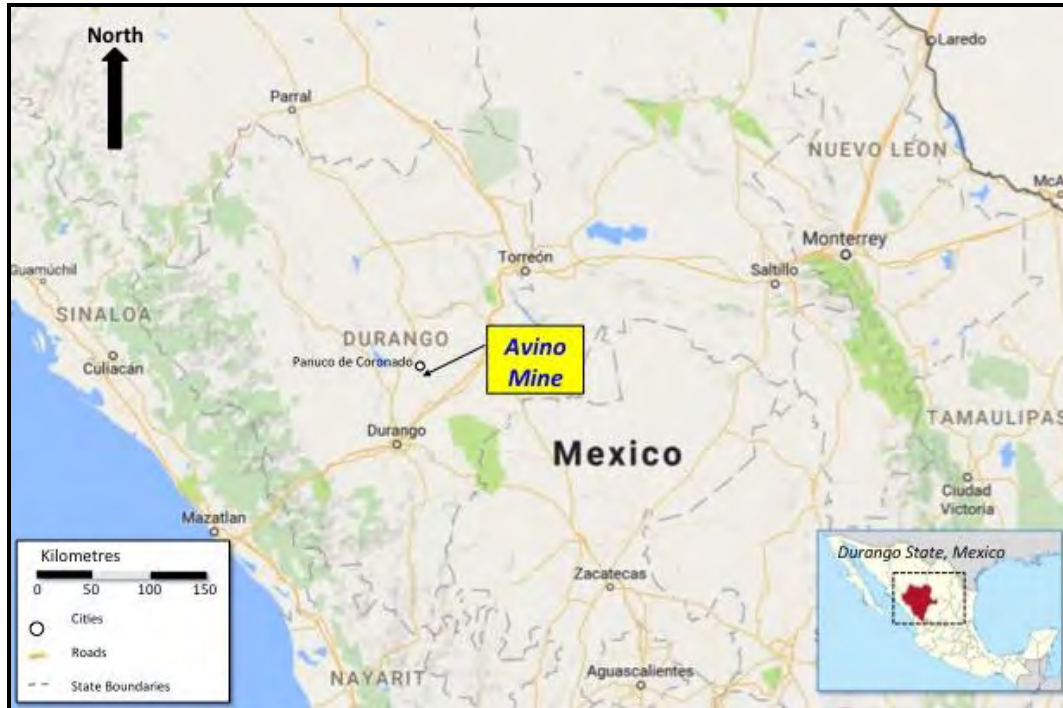 North
Laredo
Parral
NUEVO LEÓN
McA
Monterrey
Torreón
Saltillo
Guamúchil
SINALOA
DURANGO
Avino
Mine
Panuco de Coronado
Culiacán
TAMAULIPAS
Durango
Mexico
Ciudad
Victoria
Mazatlan
Kilometres
0 50 100 150
Cities
Roads
State Boundaries
Durango State, Mexico
Zacatecas
NAYARIT
Aguascalientes
S